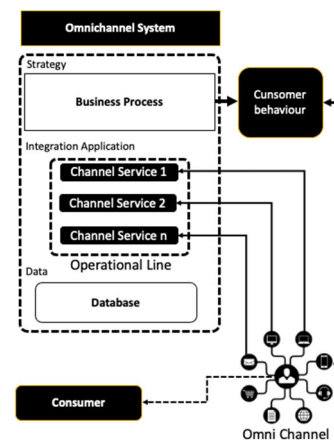 Omnichannel System
Strategy
Business Process
Cunsomer
behaviour
Integration Application
Channel Service 1
Channel Service 2
Channel Service n
Operational Line
Data
Database
Consumer
Omni Channel